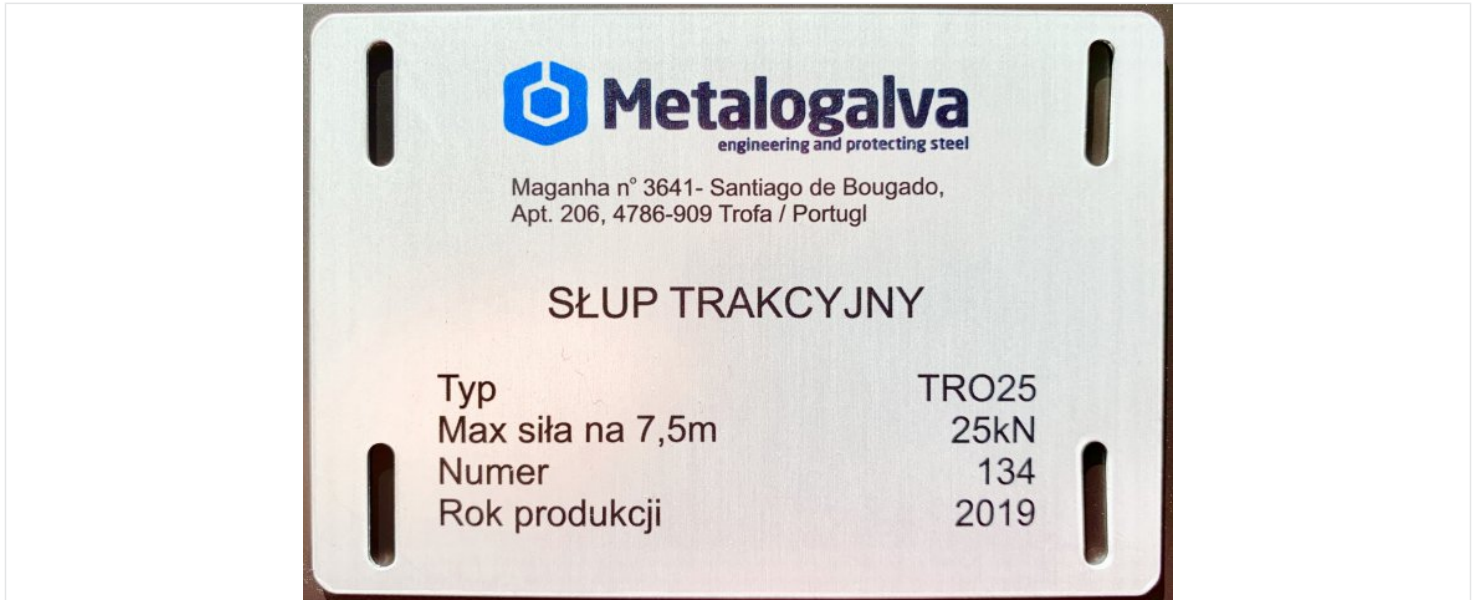 Metalogalva
engineering and protecting steel
Maganha n° 3641- Santiago de Bougado,
Apt. 206, 4786-909 Trofa / Portugl
SŁUP TRAKCYJNY
Typ TRO25
Max siła na 7,5m 25kN
Numer 134
Rok produkcji 2019